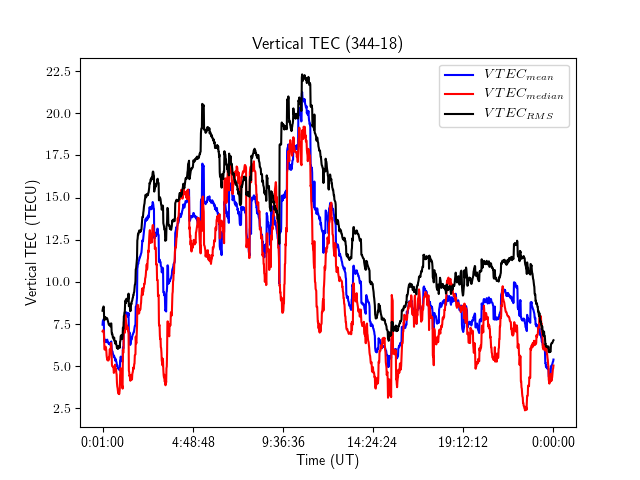 Vertical TEC (344-18)
VTEC_mean
VTEC_median
VTEC_RMS
Vertical TEC (TECU)
22.5
20.0
17.5
15.0
12.5
10.0
7.5
5.0
2.5
0:01:00 4:48:48 9:36:36 14:24:24 19:12:12 0:00:00
Time (UT)